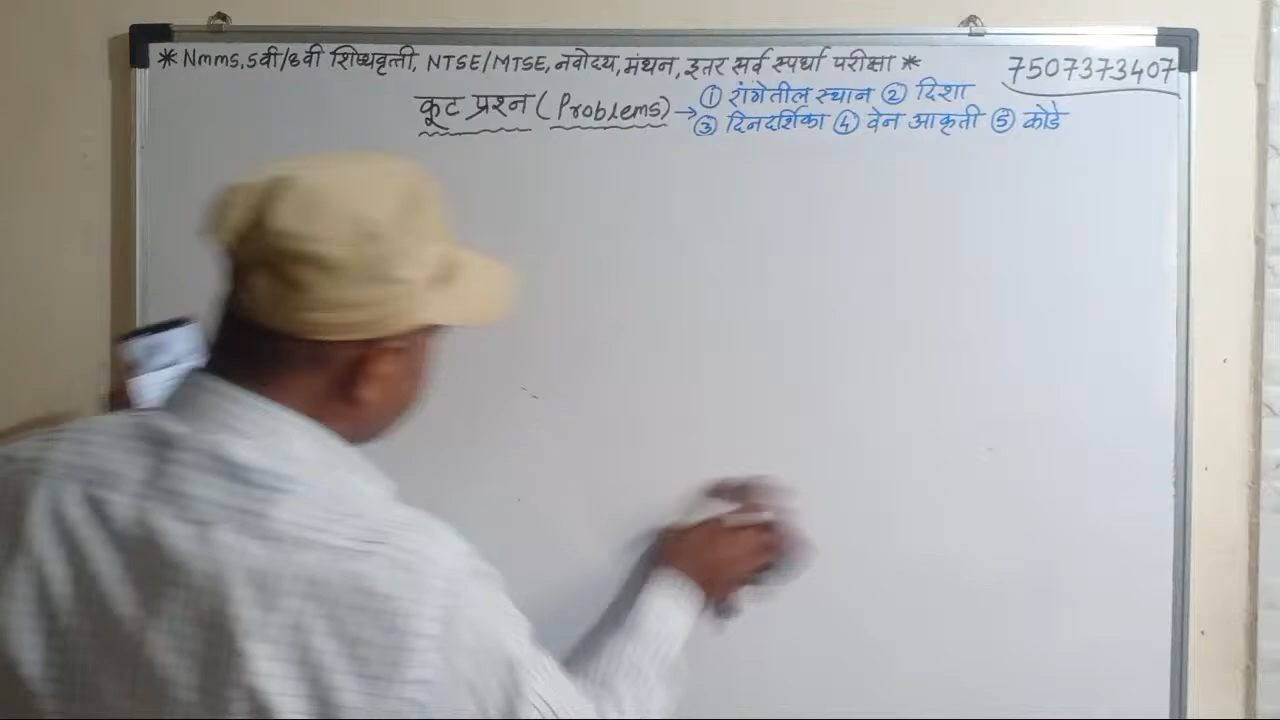 * Nmms, 5वी/8वी शिष्यवृत्ती, NTSE/MTSE, नवोदय, मंथन, इतर सर्व स्पर्धा परीक्षा *
7507373407
कूट प्रश्न (Problems) → ① रांगेतील स्थान ② दिशा
③ दिनदर्शिका ④ वेन आकृती ⑤ कोडे